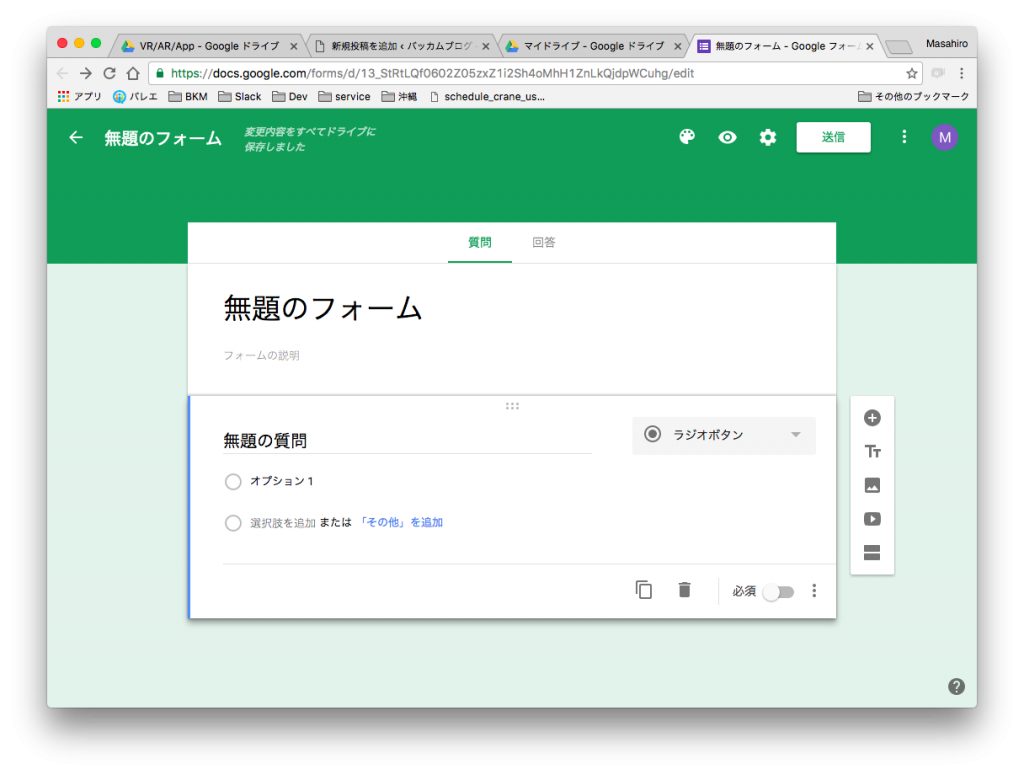 VR/AR/App - Google ドライブ
新規投稿を追加 ‹ バッカムブログ
マイドライブ - Google ドライブ
無題のフォーム - Google フォー
Masahiro
https://docs.google.com/forms/d/13_StRtLQf0602Z05zxZ1i2Sh4oMhH1ZnLkQjdpWCuhg/edit
アプリ バレエ BKM Slack Dev service 沖縄 schedule_crane_us... その他のブックマーク
無題のフォーム
変更内容をすべてドライブに
保存しました
送信
M
質問 回答
無題のフォーム
フォームの説明
無題の質問
ラジオボタン
オプション 1
選択肢を追加 または 「その他」を追加
Tт
必須
?